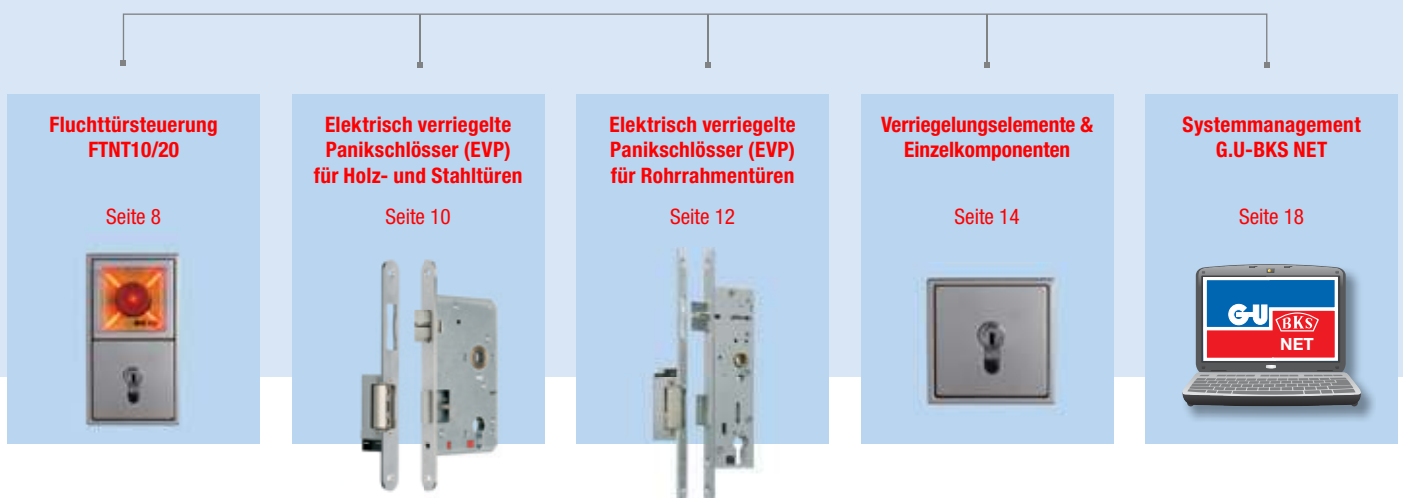 Fluchttürsteuerung
FTNT10/20
Seite 8
Elektrisch verriegelte
Panikschlösser (EVP)
für Holz- und Stahltüren
Seite 10
Elektrisch verriegelte
Panikschlösser (EVP)
für Rohrrahmentüren
Seite 12
Verriegelungselemente &
Einzelkomponenten
Seite 14
Systemmanagement
G.U-BKS NET
Seite 18
G-U
BKS
NET